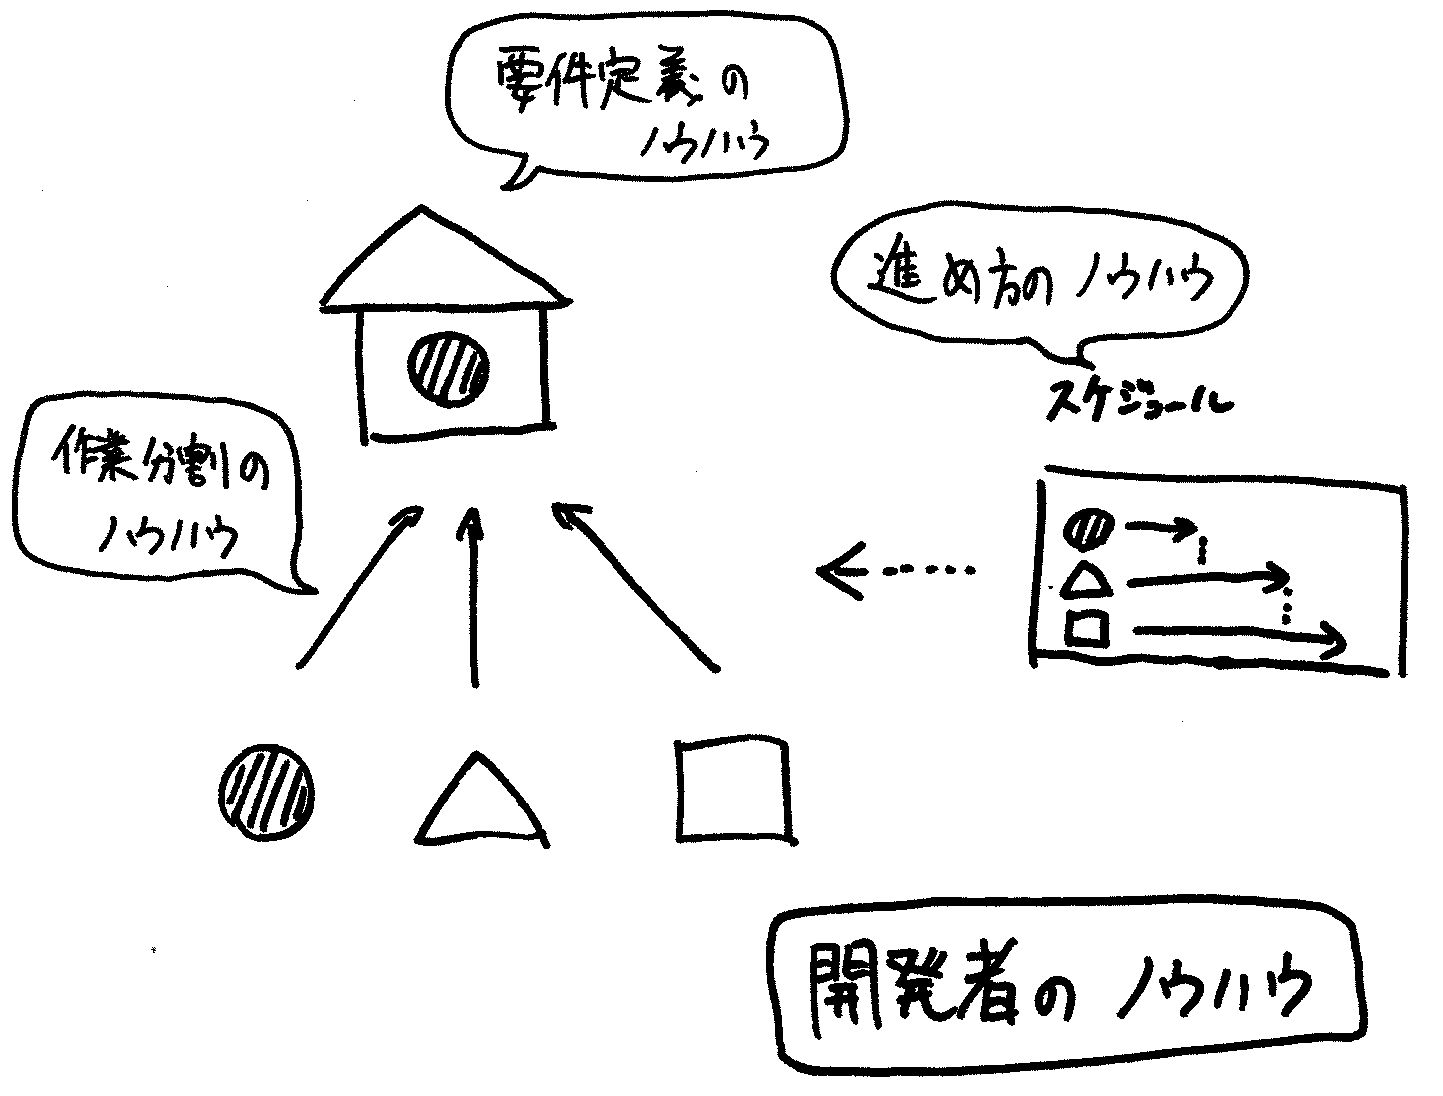 要件定義の
ノウハウ
進め方のノウハウ
スケジュール
作業分割の
ノウハウ
開発者のノウハウ